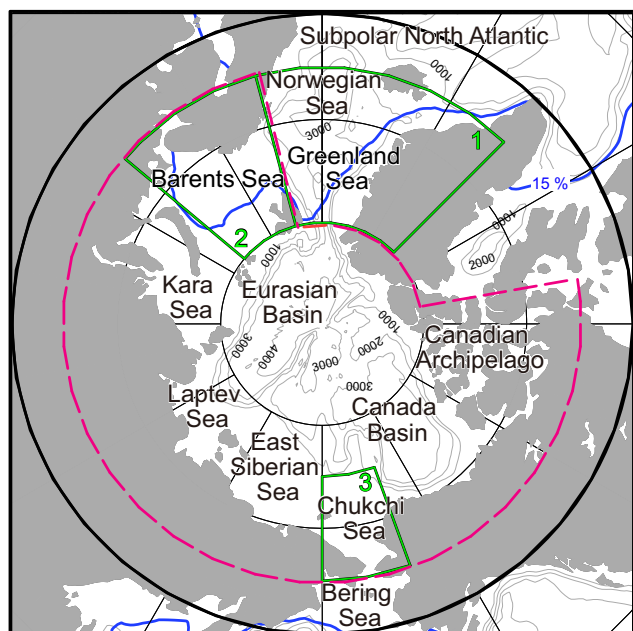 Subpolar North Atlantic
1000
Norwegian
Sea
3000
1
Greenland
Sea
Barents Sea
15 %
1000
2
1000
2000
Kara
Sea
Eurasian
Basin
1000
Canadian
Archipelago
3000
4000
2000
3000
3000
Laptev
Sea
Canada
Basin
East
Siberian
Sea
3
Chukchi
Sea
Bering
Sea